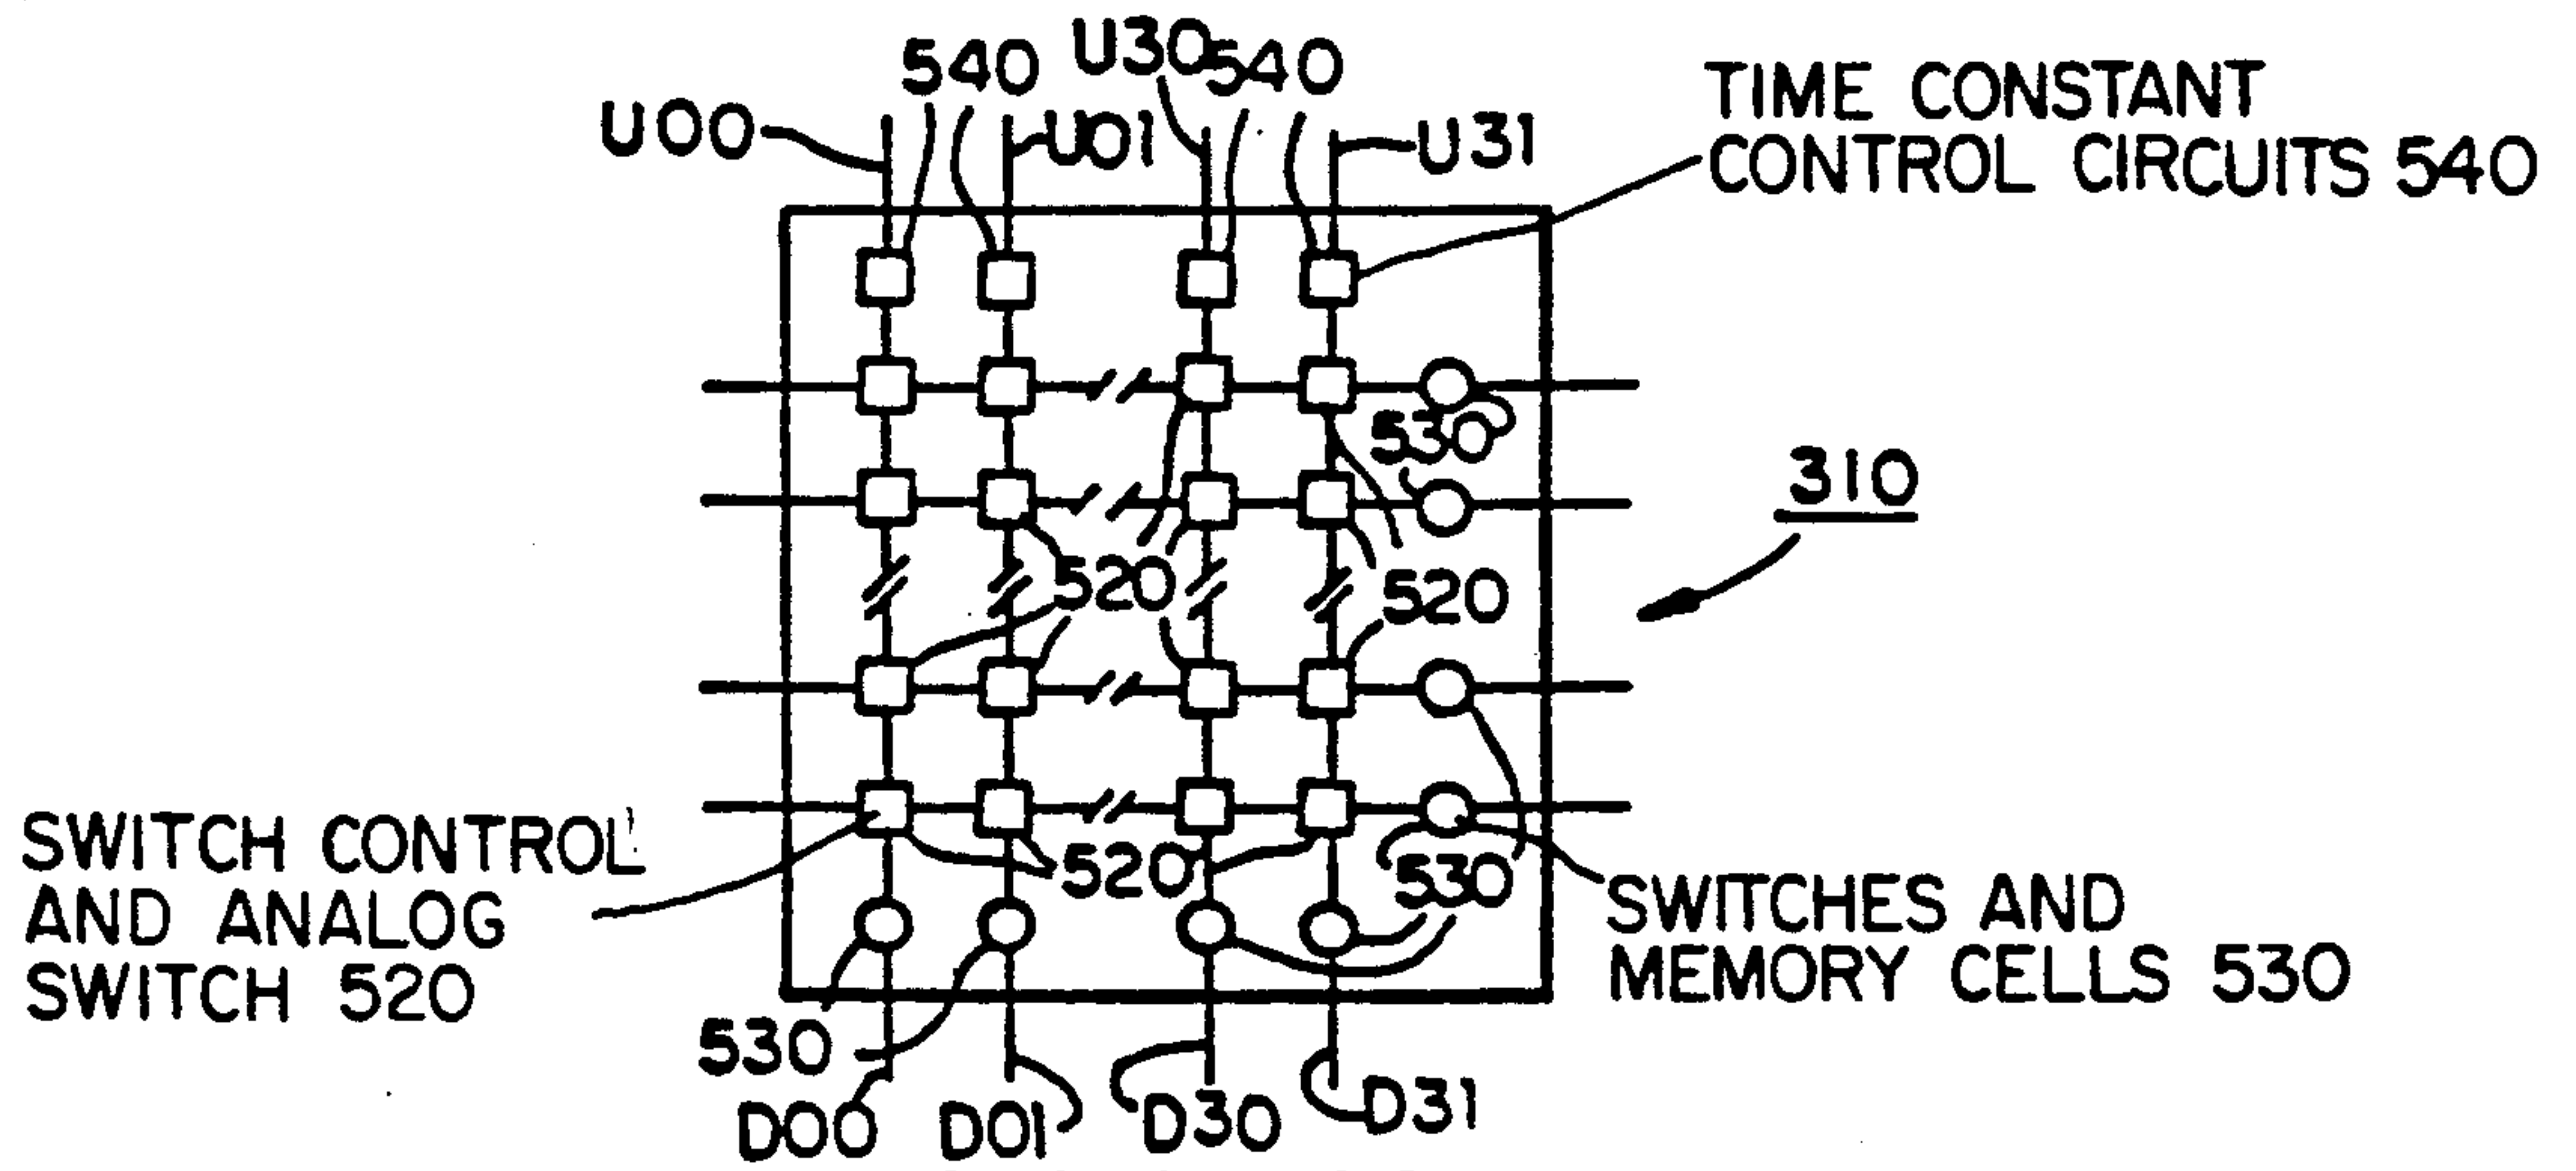 U30
540
540
U00
U01
U31
TIME CONSTANT
CONTROL CIRCUITS 540
530
310
520
520
SWITCH CONTROL
AND ANALOG
SWITCH 520
520
530
SWITCHES AND
MEMORY CELLS 530
530
D00
D01
D30
D31